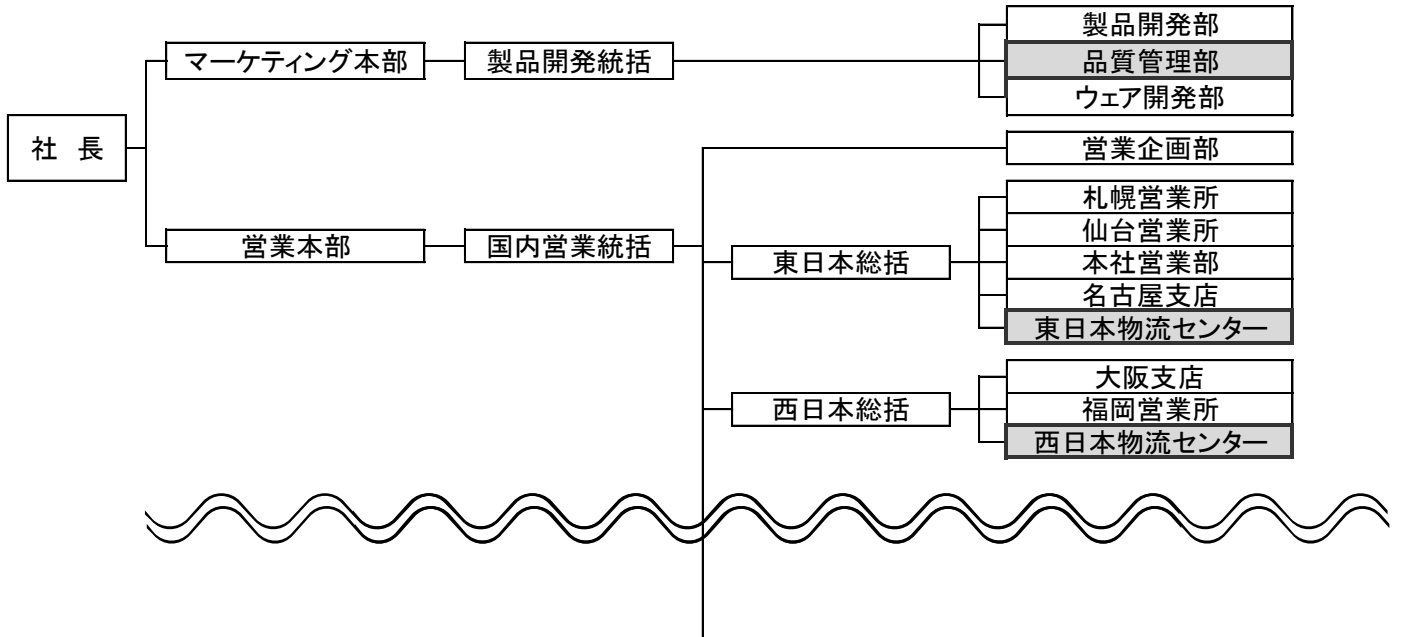 製品開発部
マーケティング本部
製品開発統括
品質管理部
ウェア開発部
社 長
営業企画部
札幌営業所
営業本部
国内営業統括
仙台営業所
東日本総括
本社営業部
名古屋支店
東日本物流センター
大阪支店
西日本総括
福岡営業所
西日本物流センター